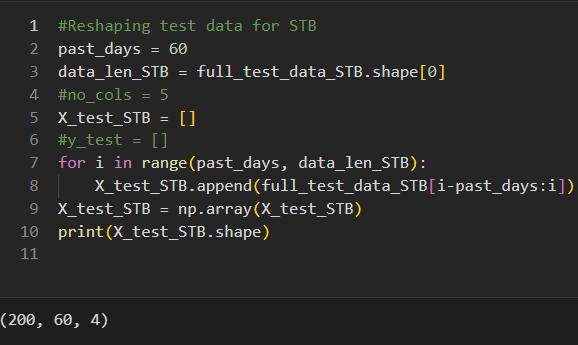 1 #Reshaping test data for STB
2 past_days = 60
3 data_len_STB = full_test_data_STB.shape[0]
4 #no_cols = 5
5 X_test_STB = []
6 #y_test = []
7 for i in range(past_days, data_len_STB):
8     X_test_STB.append(full_test_data_STB[i-past_days:i])
9 X_test_STB = np.array(X_test_STB)
10 print(X_test_STB.shape)
11
(200, 60, 4)